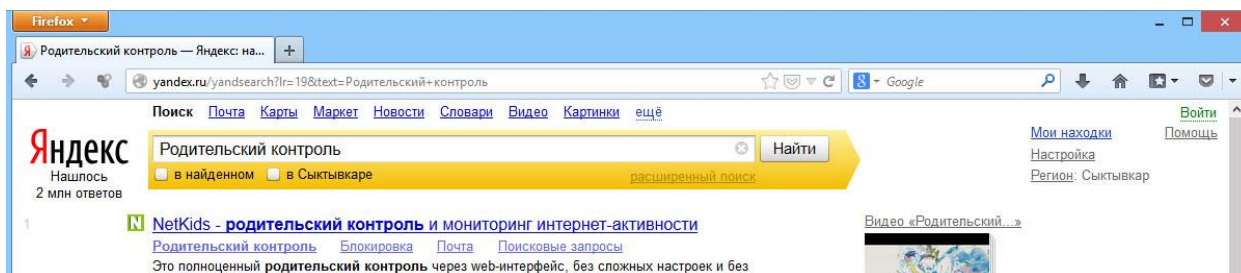 Firefox
Родительский контроль — Яндекс: на...
yandex.ru/yandsearch?lr=19&text=Родительский+контроль
Google
Поиск Почта Карты Маркет Новости Словари Видео Картинки ещё
Войти
Яндекс
Нашлось
2 млн ответов
Родительский контроль
Найти
в найденном в Сыктывкаре расширенный поиск
Мои находки Помощь
Настройка
Регион: Сыктывкар
1
N NetKids - родительский контроль и мониторинг интернет-активности
Родительский контроль Блокировка Почта Поисковые запросы
Это полноценный родительский контроль через web-интерфейс, без сложных настроек и без
Видео «Родительский...»